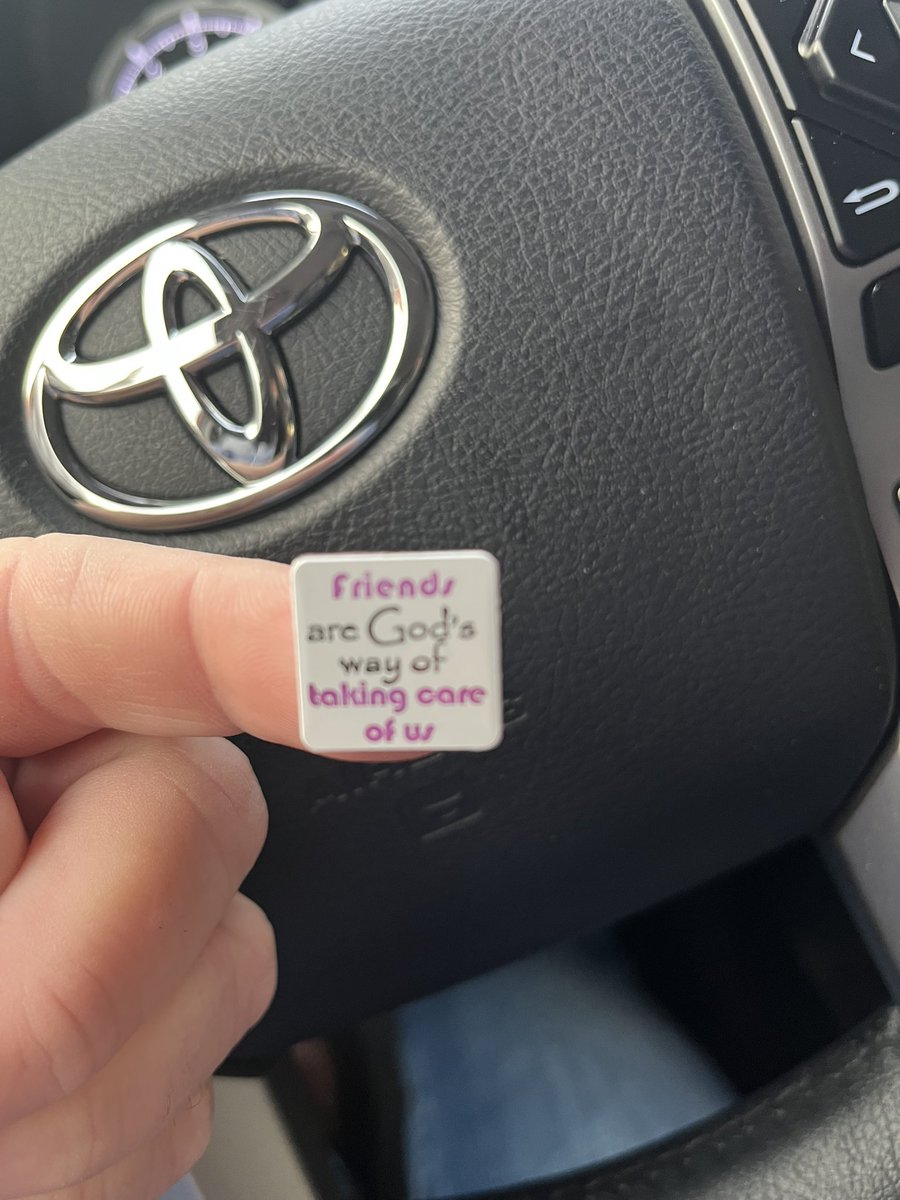 Friends
are God's
way of
taking care
of us